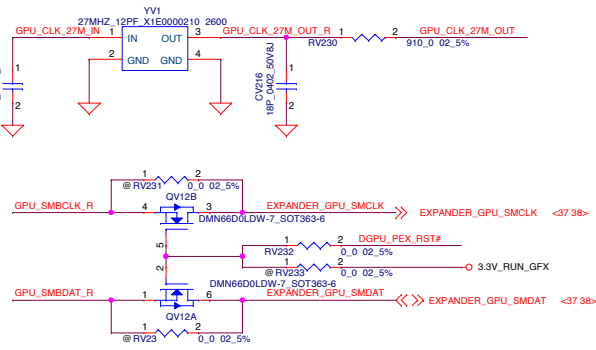 YV1
27MHZ_12PF_X1E0000210_2600
GPU_CLK_27M_IN 1 IN OUT 3 GPU_CLK_27M_OUT_R 1 2 GPU_CLK_27M_OUT
RV230 910_0 02_5%
2 GND GND 4
1
2
CV216
18P_0402_50V8J
1
2
1 2
@ RV231 0_0 02_5%
QV12B
GPU_SMBCLK_R 4 3 EXPANDER_GPU_SMCLK EXPANDER_GPU_SMCLK <37 38>
DMN66D0LDW-7_SOT363-6
5
1 2 DGPU_PEX_RST#
RV232 0_0 02_5%
2
1 2 3.3V_RUN_GFX
@ RV233 0_0 02_5%
DMN66D0LDW-7_SOT363-6
GPU_SMBDAT_R 1 6 EXPANDER_GPU_SMDAT EXPANDER_GPU_SMDAT <37 38>
QV12A
1 2
@ RV23 0_0 02_5%